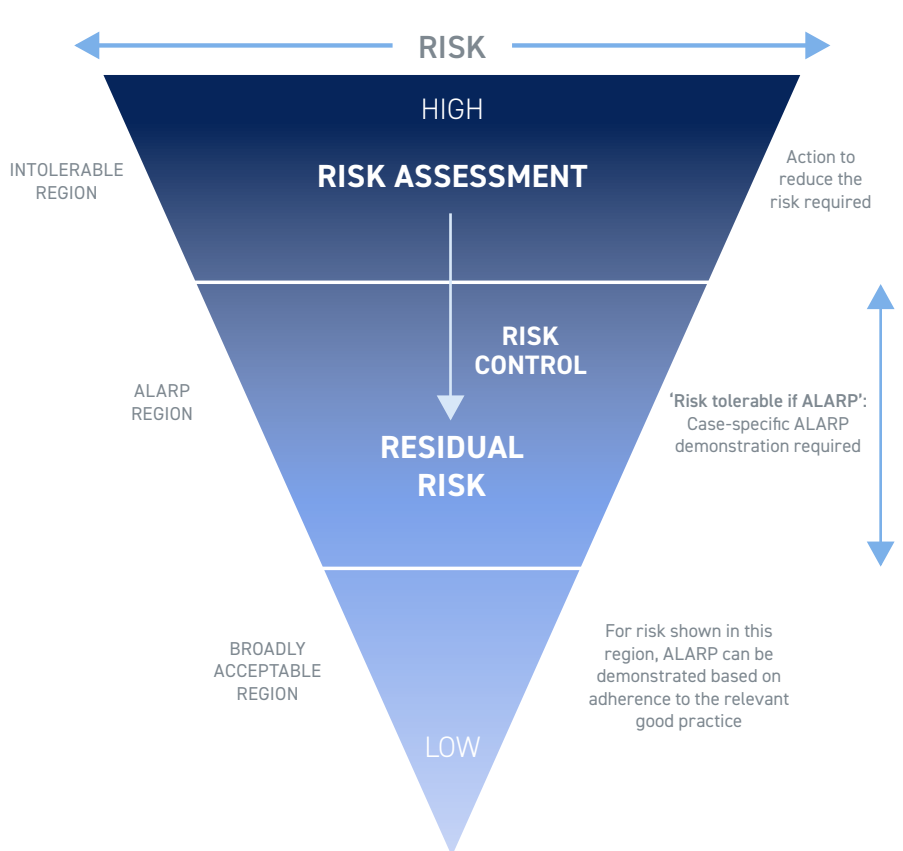 RISK
HIGH
RISK ASSESSMENT
INTOLERABLE
REGION
Action to
reduce the
risk required
RISK
CONTROL
ALARP
REGION
RESIDUAL
RISK
‘Risk tolerable if ALARP’:
Case-specific ALARP
demonstration required
BROADLY
ACCEPTABLE
REGION
For risk shown in this
region, ALARP can be
demonstrated based on
adherence to the relevant
good practice
LOW